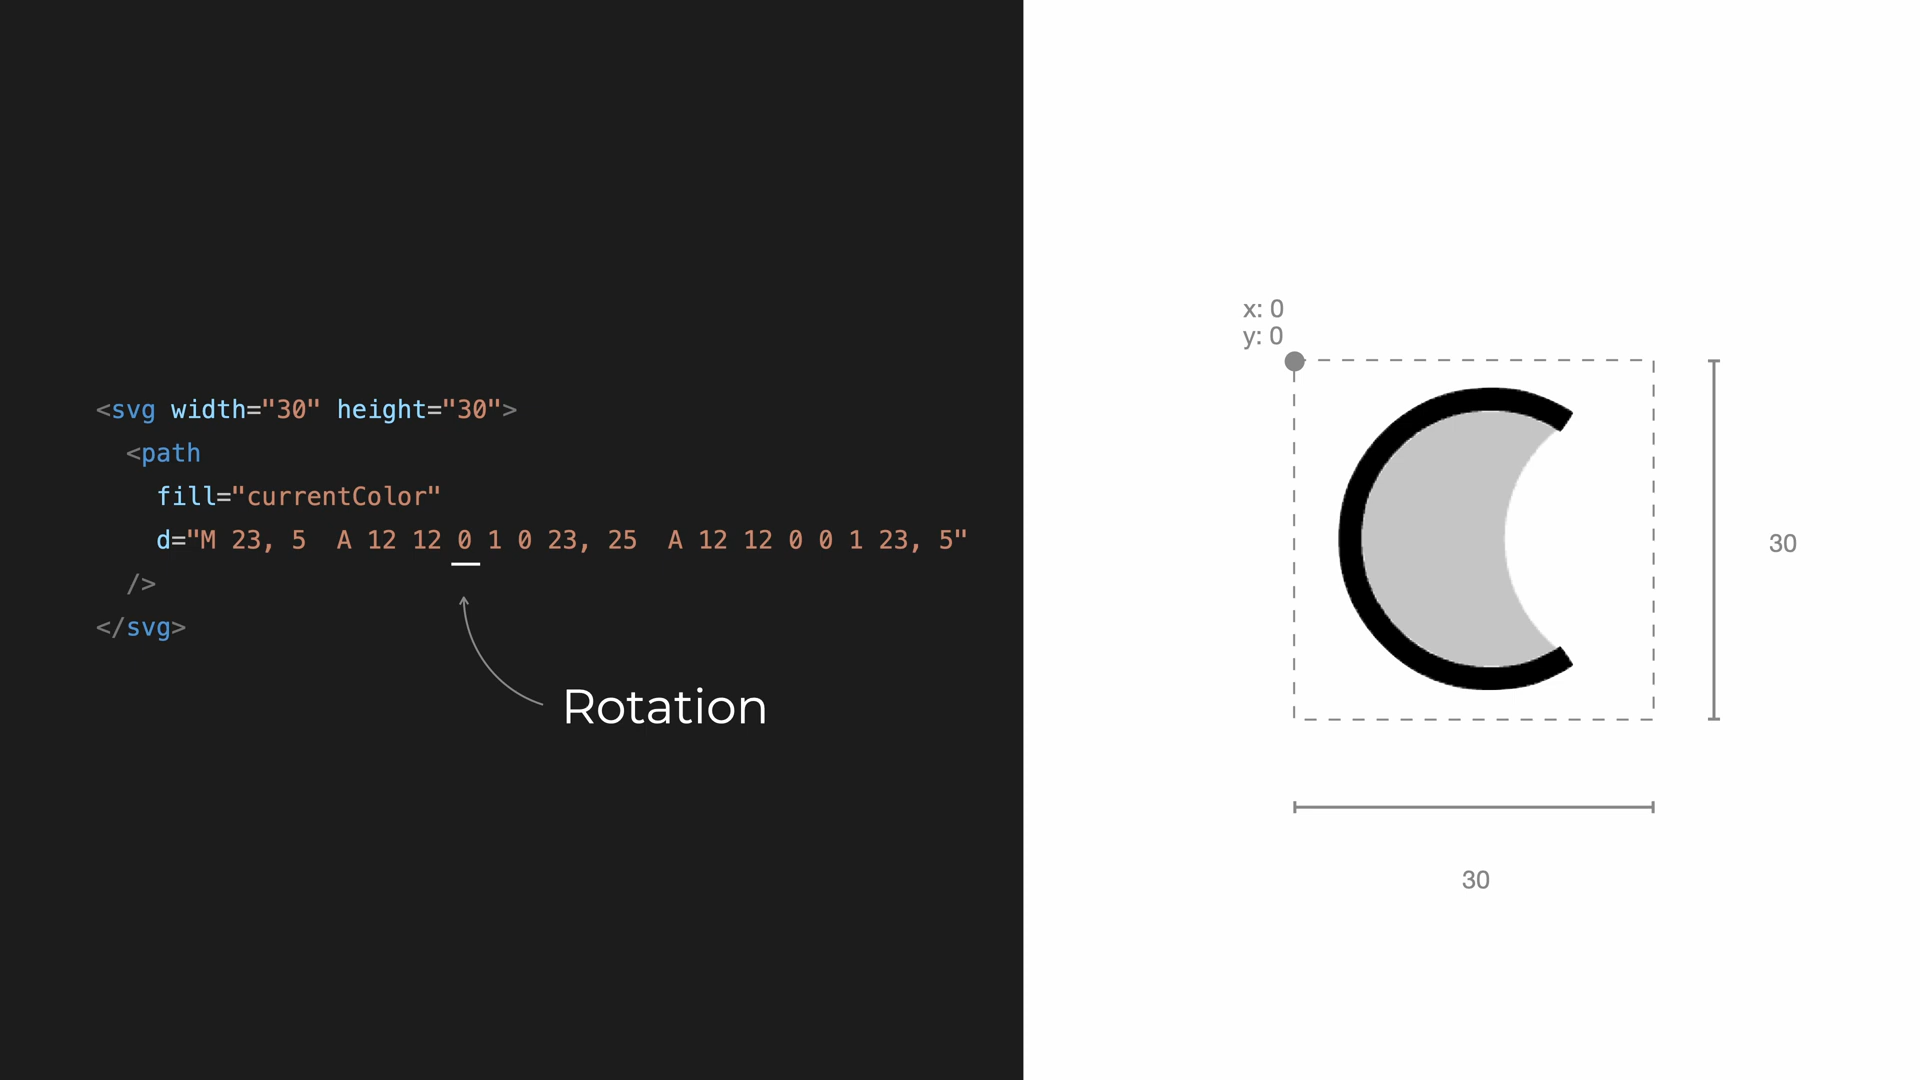 <svg width="30" height="30">
<path
fill="currentColor"
d="M 23, 5  A 12 12 0 1 0 23, 25  A 12 12 0 0 1 23, 5"
/>
</svg>
Rotation
x: 0
y: 0
30
30